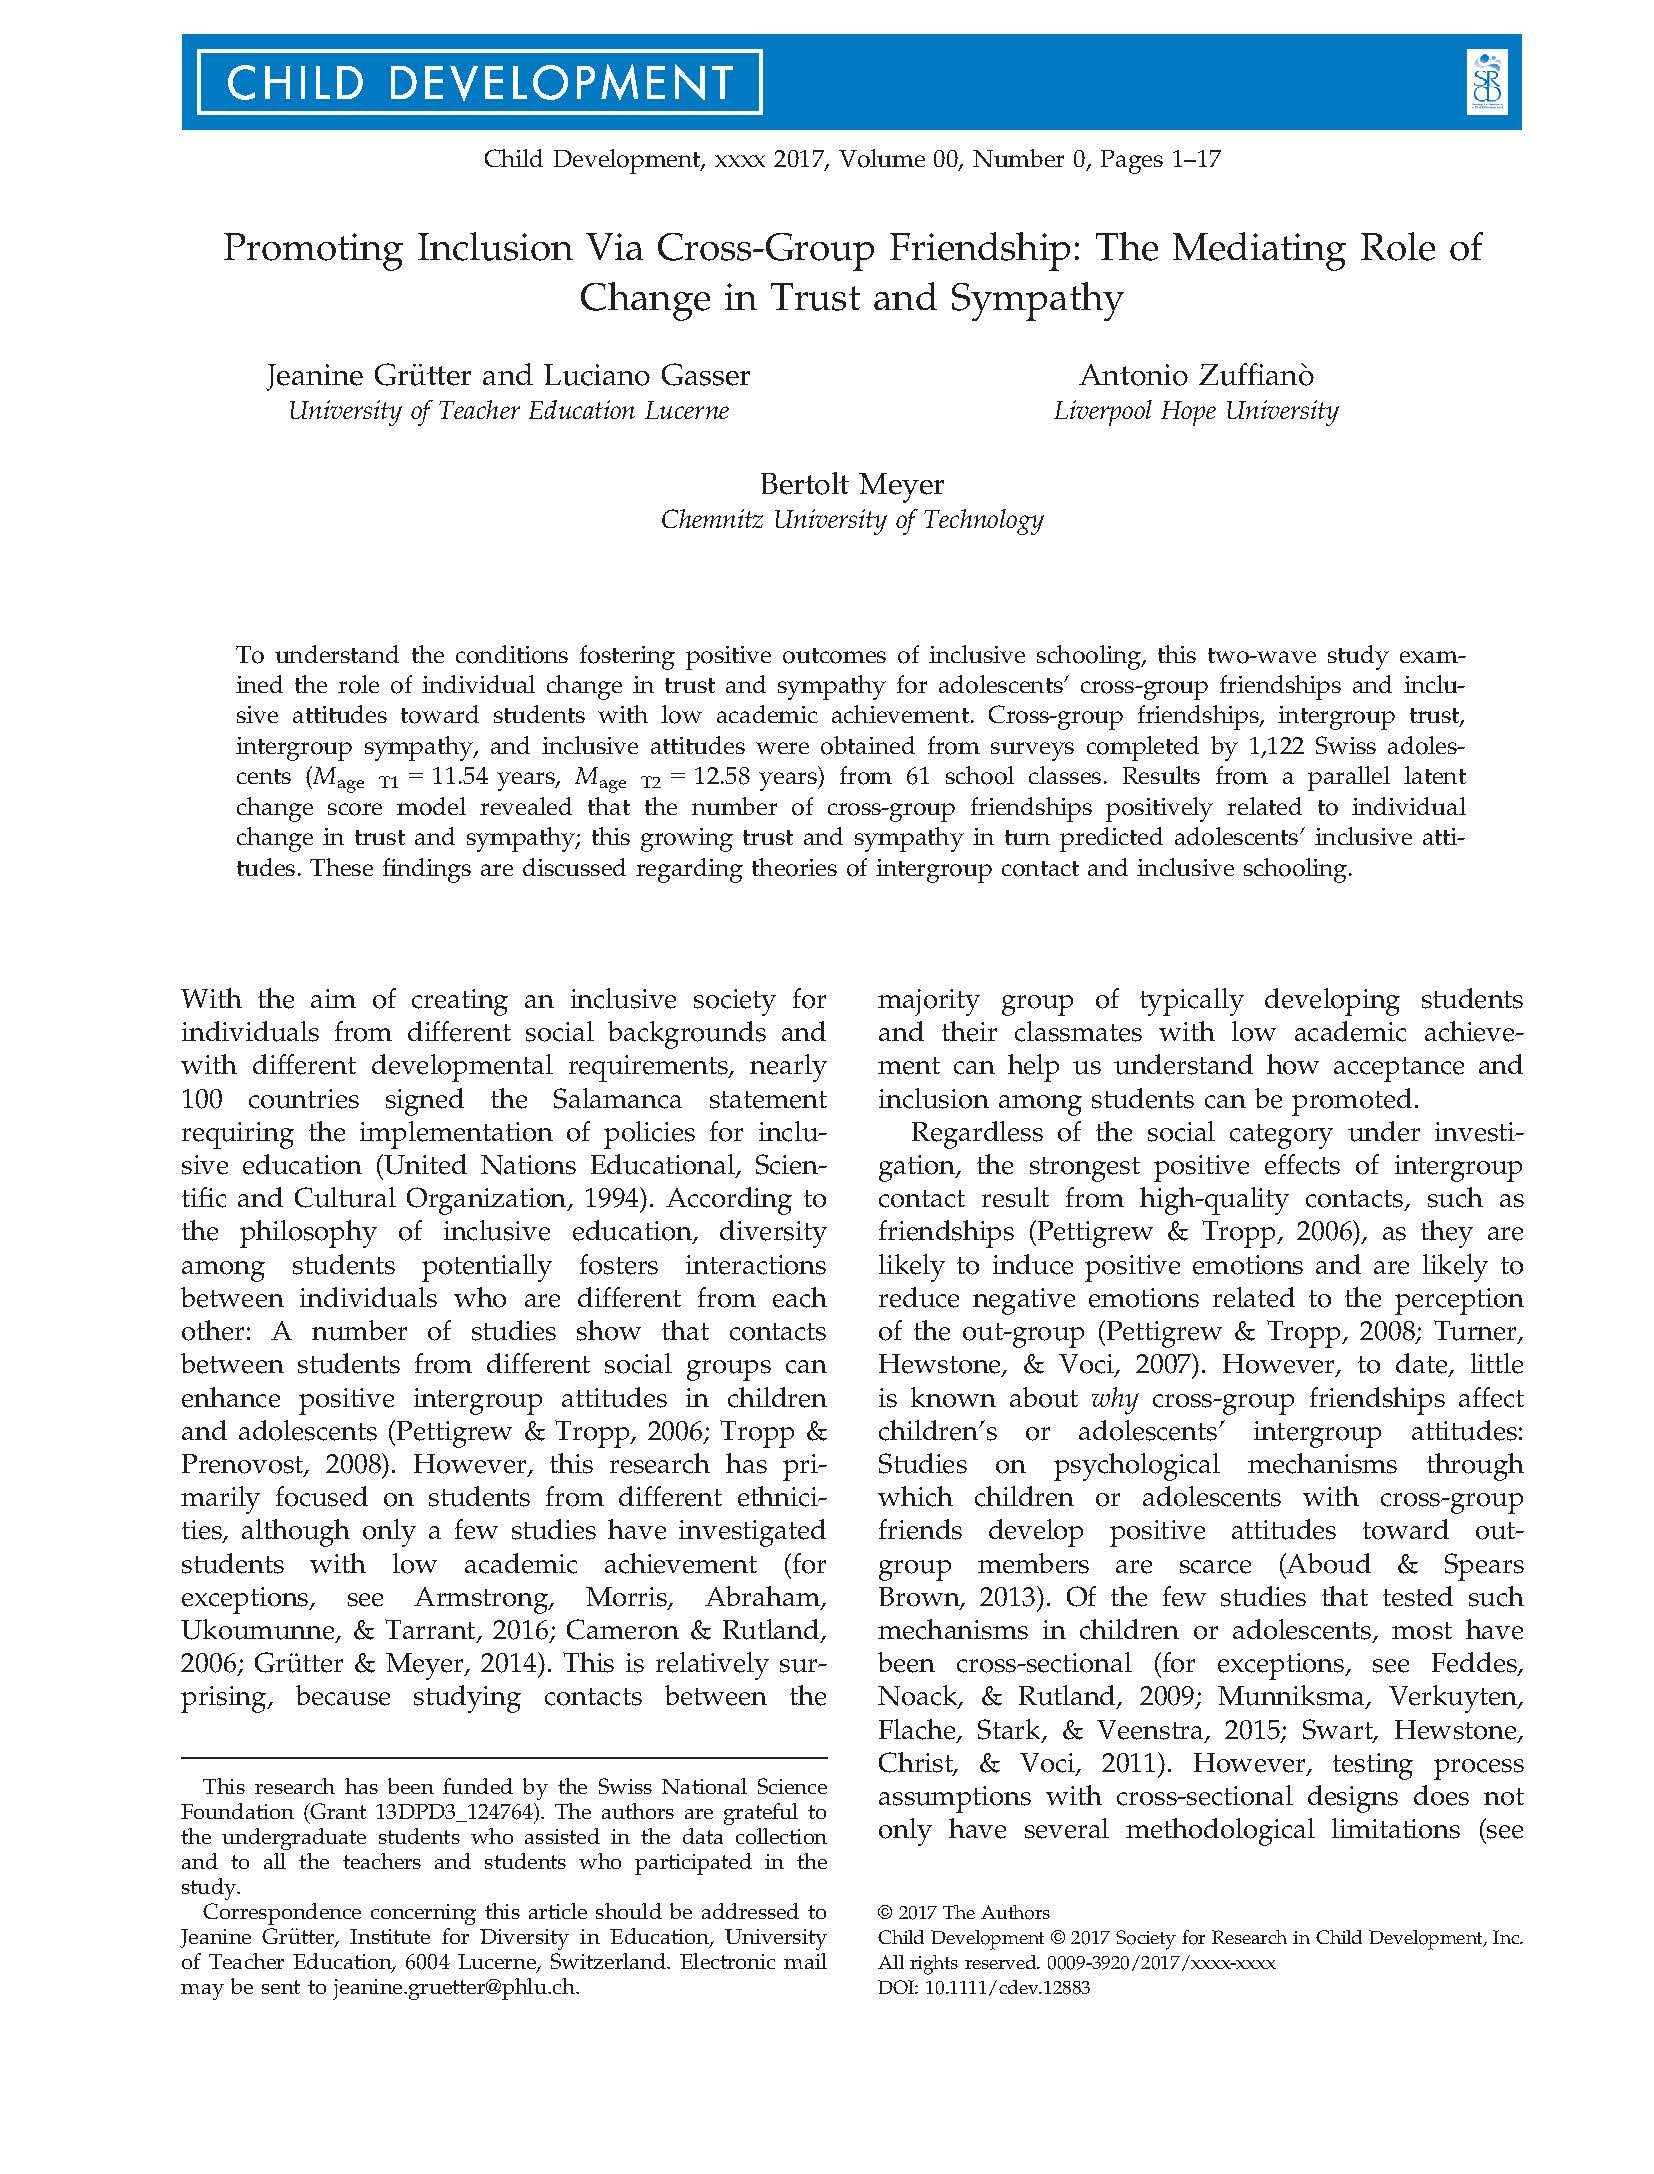 CHILD DEVELOPMENT
SRCD
Child Development, xxxx 2017, Volume 00, Number 0, Pages 1–17
Promoting Inclusion Via Cross-Group Friendship: The Mediating Role of
Change in Trust and Sympathy
Jeanine Grütter and Luciano Gasser
University of Teacher Education Lucerne
Antonio Zuffianò
Liverpool Hope University
Bertolt Meyer
Chemnitz University of Technology
To understand the conditions fostering positive outcomes of inclusive schooling, this two-wave study exam-
ined the role of individual change in trust and sympathy for adolescents’ cross-group friendships and inclu-
sive attitudes toward students with low academic achievement. Cross-group friendships, intergroup trust,
intergroup sympathy, and inclusive attitudes were obtained from surveys completed by 1,122 Swiss adoles-
cents (Mage T1 = 11.54 years, Mage T2 = 12.58 years) from 61 school classes. Results from a parallel latent
change score model revealed that the number of cross-group friendships positively related to individual
change in trust and sympathy; this growing trust and sympathy in turn predicted adolescents’ inclusive atti-
tudes. These findings are discussed regarding theories of intergroup contact and inclusive schooling.
With the aim of creating an inclusive society for
individuals from different social backgrounds and
with different developmental requirements, nearly
100 countries signed the Salamanca statement
requiring the implementation of policies for inclu-
sive education (United Nations Educational, Scien-
tific and Cultural Organization, 1994). According to
the philosophy of inclusive education, diversity
among students potentially fosters interactions
between individuals who are different from each
other: A number of studies show that contacts
between students from different social groups can
enhance positive intergroup attitudes in children
and adolescents (Pettigrew & Tropp, 2006; Tropp &
Prenovost, 2008). However, this research has pri-
marily focused on students from different ethnici-
ties, although only a few studies have investigated
students with low academic achievement (for
exceptions, see Armstrong, Morris, Abraham,
Ukoumunne, & Tarrant, 2016; Cameron & Rutland,
2006; Grütter & Meyer, 2014). This is relatively sur-
prising, because studying contacts between the
This research has been funded by the Swiss National Science
Foundation (Grant 13DPD3_124764). The authors are grateful to
the undergraduate students who assisted in the data collection
and to all the teachers and students who participated in the
study.
Correspondence concerning this article should be addressed to
Jeanine Grütter, Institute for Diversity in Education, University
of Teacher Education, 6004 Lucerne, Switzerland. Electronic mail
may be sent to jeanine.gruetter@phlu.ch.
majority group of typically developing students
and their classmates with low academic achieve-
ment can help us understand how acceptance and
inclusion among students can be promoted.
Regardless of the social category under investi-
gation, the strongest positive effects of intergroup
contact result from high-quality contacts, such as
friendships (Pettigrew & Tropp, 2006), as they are
likely to induce positive emotions and are likely to
reduce negative emotions related to the perception
of the out-group (Pettigrew & Tropp, 2008; Turner,
Hewstone, & Voci, 2007). However, to date, little
is known about why cross-group friendships affect
children’s or adolescents’ intergroup attitudes:
Studies on psychological mechanisms through
which children or adolescents with cross-group
friends develop positive attitudes toward out-
group members are scarce (Aboud & Spears
Brown, 2013). Of the few studies that tested such
mechanisms in children or adolescents, most have
been cross-sectional (for exceptions, see Feddes,
Noack, & Rutland, 2009; Munniksma, Verkuyten,
Flache, Stark, & Veenstra, 2015; Swart, Hewstone,
Christ, & Voci, 2011). However, testing process
assumptions with cross-sectional designs does not
only have several methodological limitations (see
© 2017 The Authors
Child Development © 2017 Society for Research in Child Development, Inc.
All rights reserved. 0009-3920/2017/xxxx-xxxx
DOI: 10.1111/cdev.12883